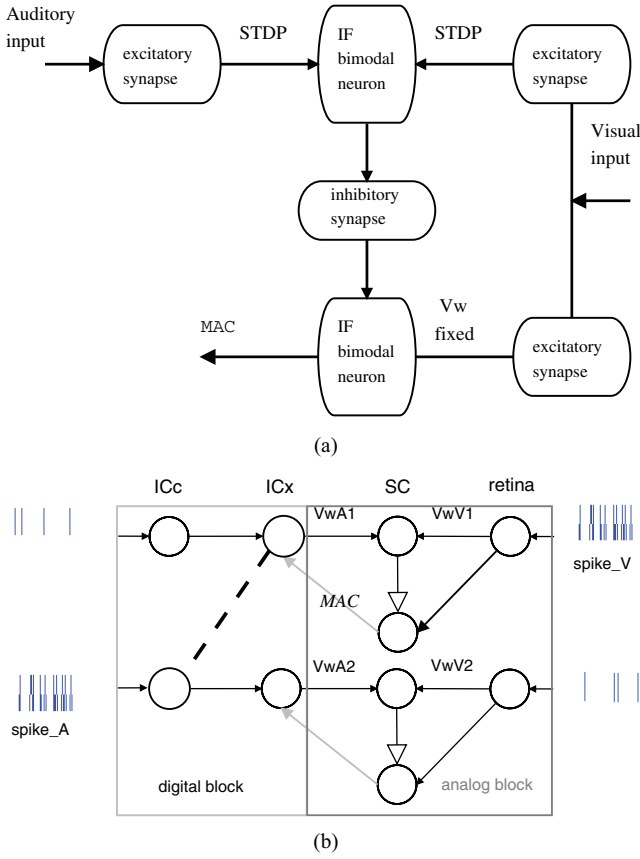 Auditory
input
STDP
STDP
excitatory
synapse
IF
bimodal
neuron
excitatory
synapse
Visual
input
inhibitory
synapse
MAC
IF
bimodal
neuron
Vw
fixed
excitatory
synapse
(a)
ICc
ICx
SC
retina
VwA1
VwV1
spike_V
MAC
VwA2
VwV2
spike_A
digital block
analog block
(b)